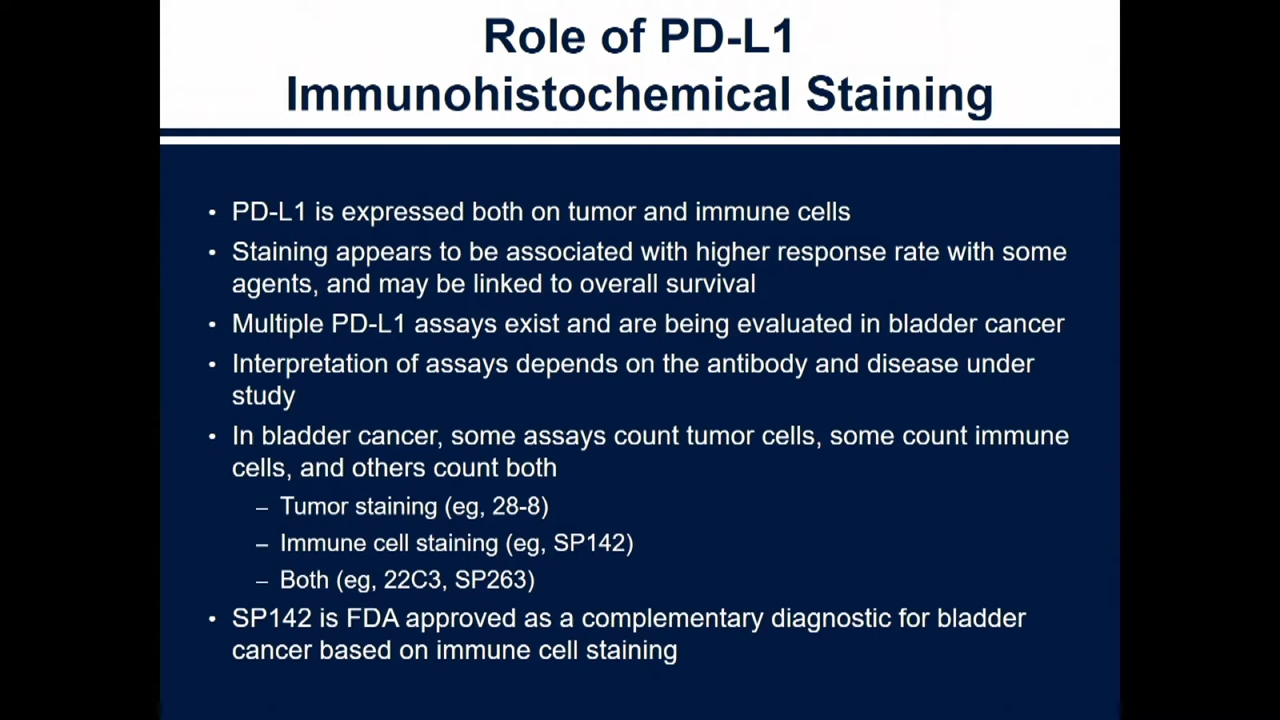 Role of PD-L1
Immunohistochemical Staining
• PD-L1 is expressed both on tumor and immune cells
• Staining appears to be associated with higher response rate with some
agents, and may be linked to overall survival
• Multiple PD-L1 assays exist and are being evaluated in bladder cancer
• Interpretation of assays depends on the antibody and disease under
study
• In bladder cancer, some assays count tumor cells, some count immune
cells, and others count both
– Tumor staining (eg, 28-8)
– Immune cell staining (eg, SP142)
– Both (eg, 22C3, SP263)
• SP142 is FDA approved as a complementary diagnostic for bladder
cancer based on immune cell staining